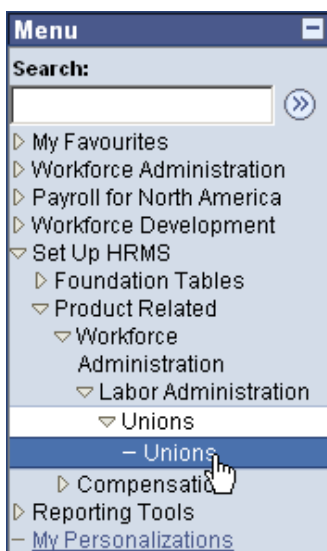 Menu
Search:
My Favourites
Workforce Administration
Payroll for North America
Workforce Development
Set Up HRMS
Foundation Tables
Product Related
Workforce
Administration
Labor Administration
Unions
Unions
Compensation
Reporting Tools
My Personalizations